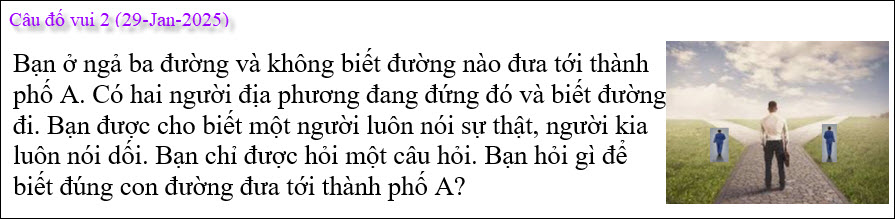 Câu đố vui 2 (29-Jan-2025)
Bạn ở ngả ba đường và không biết đường nào đưa tới thành
phố A. Có hai người địa phương đang đứng đó và biết đường
đi. Bạn được cho biết một người luôn nói sự thật, người kia
luôn nói dối. Bạn chỉ được hỏi một câu hỏi. Bạn hỏi gì để
biết đúng con đường đưa tới thành phố A?